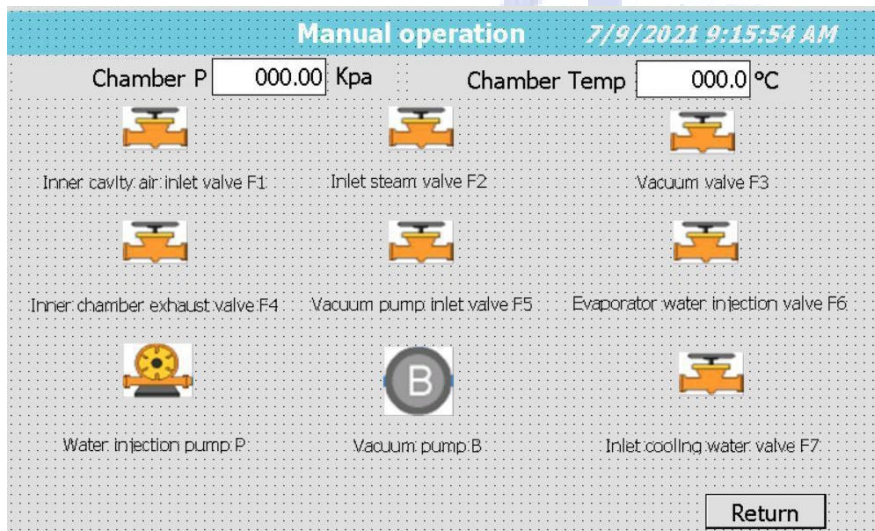 Manual operation 7/9/2021 9:15:54 AM
Chamber P 000.00 Kpa Chamber Temp 000.0 °C
Inner cavity air inlet valve F1 Inlet steam valve F2 Vacuum valve F3
Inner chamber exhaust valve F4 Vacuum pump inlet valve F5 Evaporator water injection valve F6
B
Water injection pump P Vacuum pump B Inlet cooling water valve F7
Return